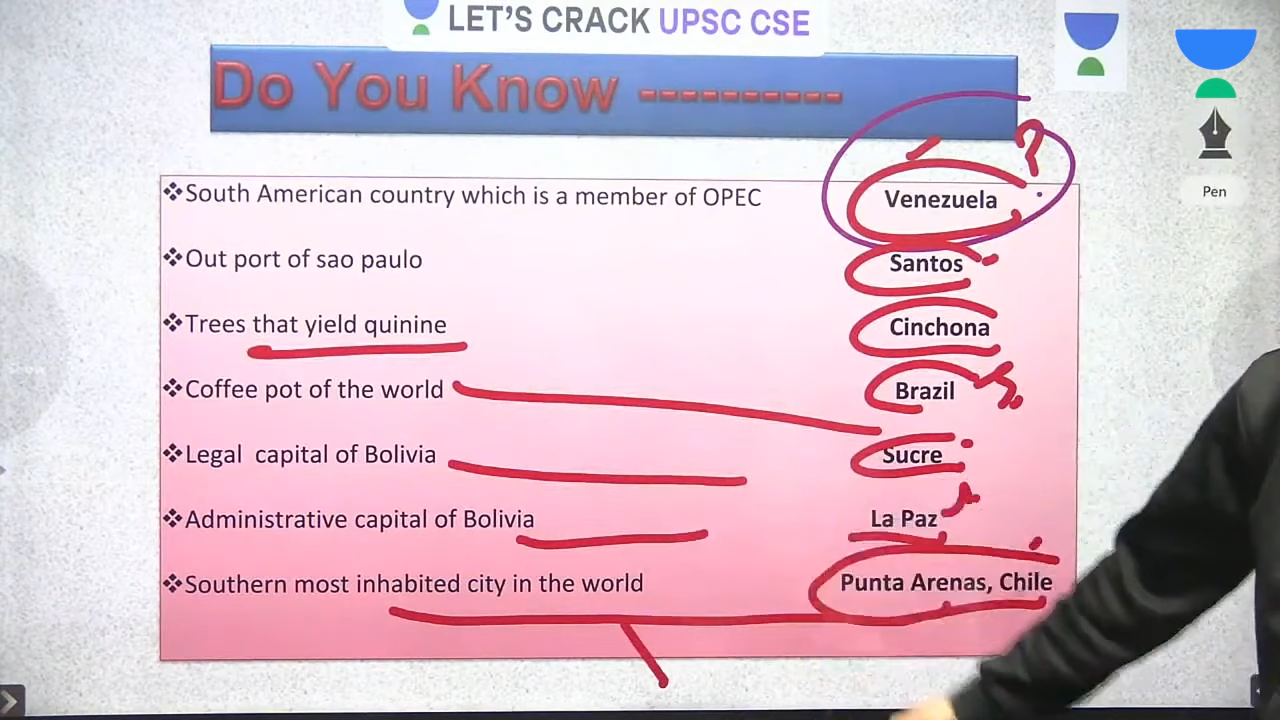 LET'S CRACK UPSC CSE
Do You Know ----------
Pen
❖South American country which is a member of OPEC Venezuela ?
❖Out port of sao paulo Santos
❖Trees that yield quinine Cinchona
❖Coffee pot of the world Brazil
❖Legal capital of Bolivia Sucre
❖Administrative capital of Bolivia La Paz
❖Southern most inhabited city in the world Punta Arenas, Chile